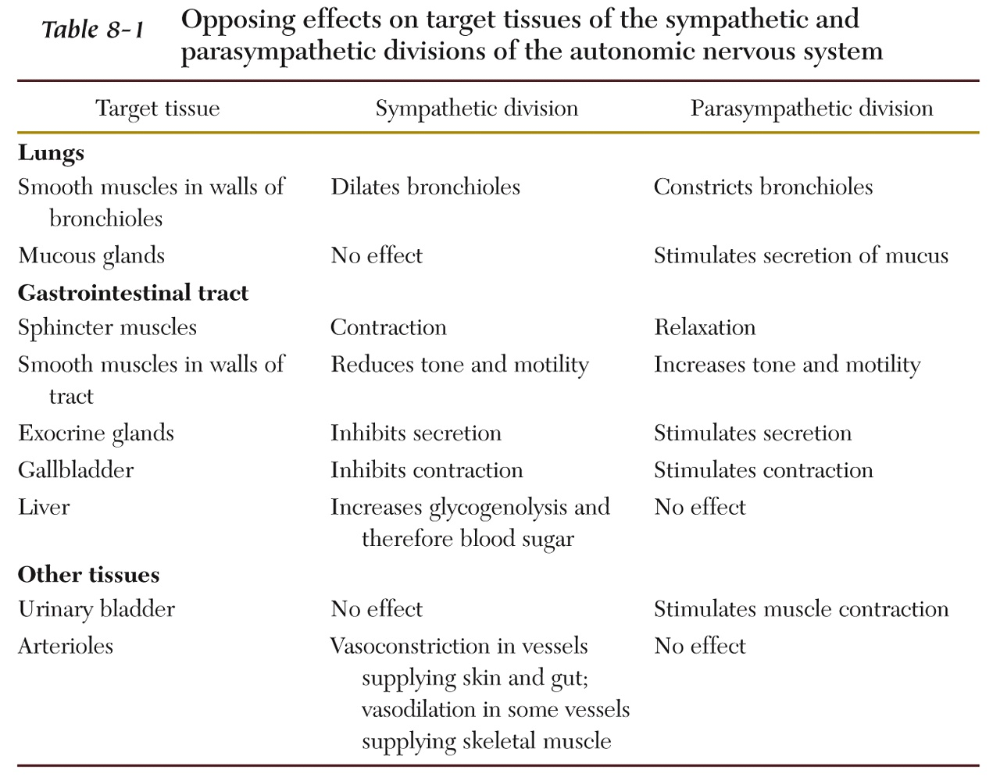 Table 8-1 Opposing effects on target tissues of the sympathetic and
parasympathetic divisions of the autonomic nervous system
Target tissue Sympathetic division Parasympathetic division
Lungs
Smooth muscles in walls of Dilates bronchioles Constricts bronchioles
bronchioles
Mucous glands No effect Stimulates secretion of mucus
Gastrointestinal tract
Sphincter muscles Contraction Relaxation
Smooth muscles in walls of Reduces tone and motility Increases tone and motility
tract
Exocrine glands Inhibits secretion Stimulates secretion
Gallbladder Inhibits contraction Stimulates contraction
Liver Increases glycogenolysis and No effect
therefore blood sugar
Other tissues
Urinary bladder No effect Stimulates muscle contraction
Arterioles Vasoconstriction in vessels No effect
supplying skin and gut;
vasodilation in some vessels
supplying skeletal muscle